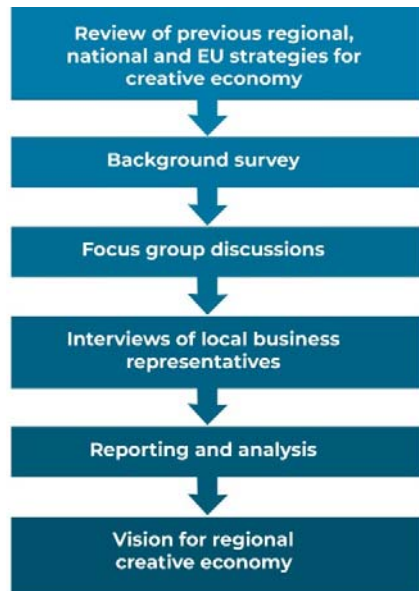 Review of previous regional,
national and EU strategies for
creative economy
Background survey
Focus group discussions
Interviews of local business
representatives
Reporting and analysis
Vision for regional
creative economy